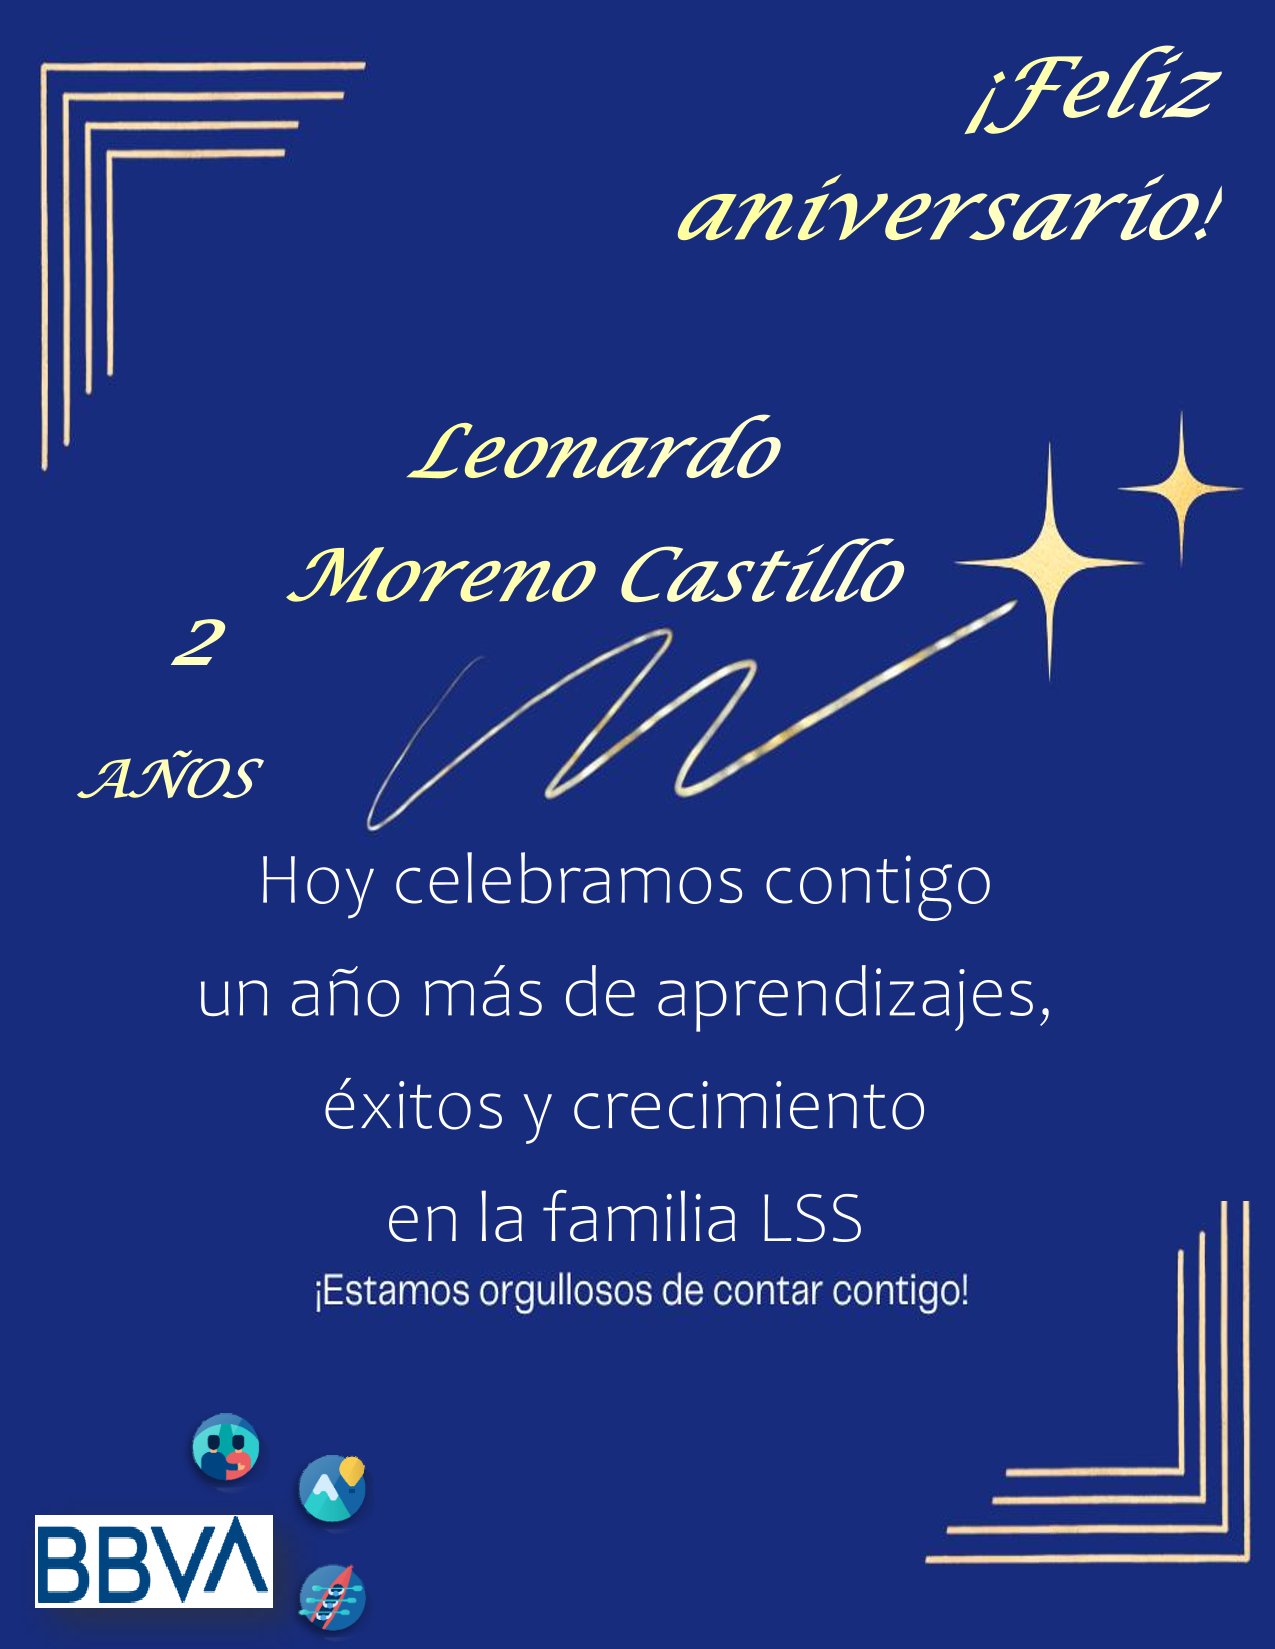 ¡Feliz
aniversario!
Leonardo
Moreno Castillo
2
AÑOS
Hoy celebramos contigo
un año más de aprendizajes,
éxitos y crecimiento
en la familia LSS
¡Estamos orgullosos de contar contigo!
BBVA